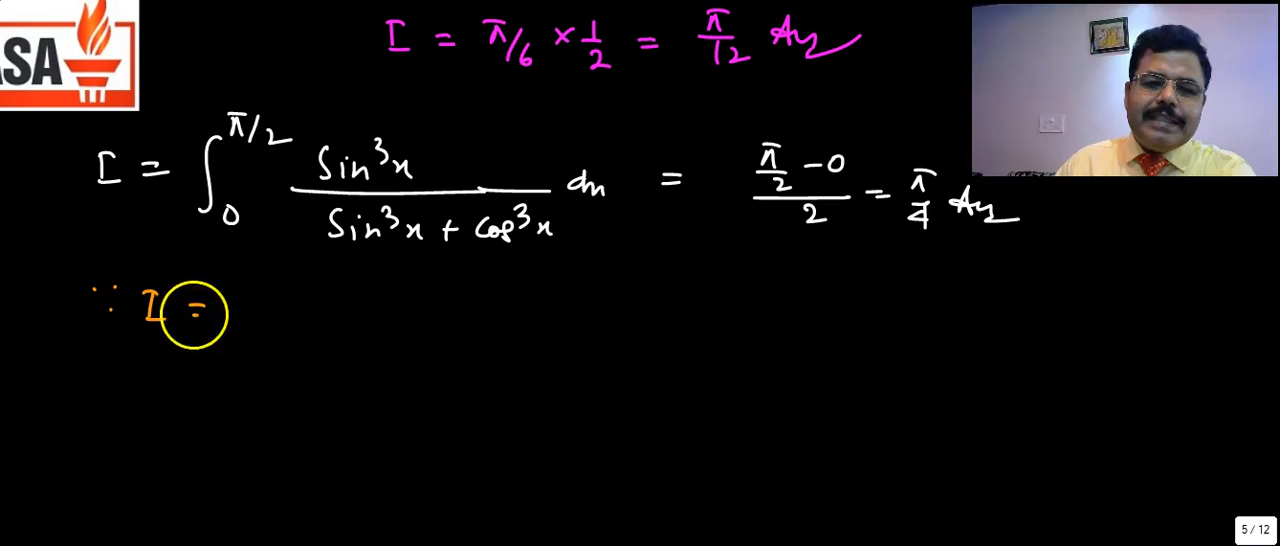 SA
I = π/6 × 1/2 = π/12 Ans
I = ∫₀^π/2 Sin³x / (Sin³x + cos³x) dx = (π/2 − 0)/2 = π/4 Ans
∵ I =
5 / 12